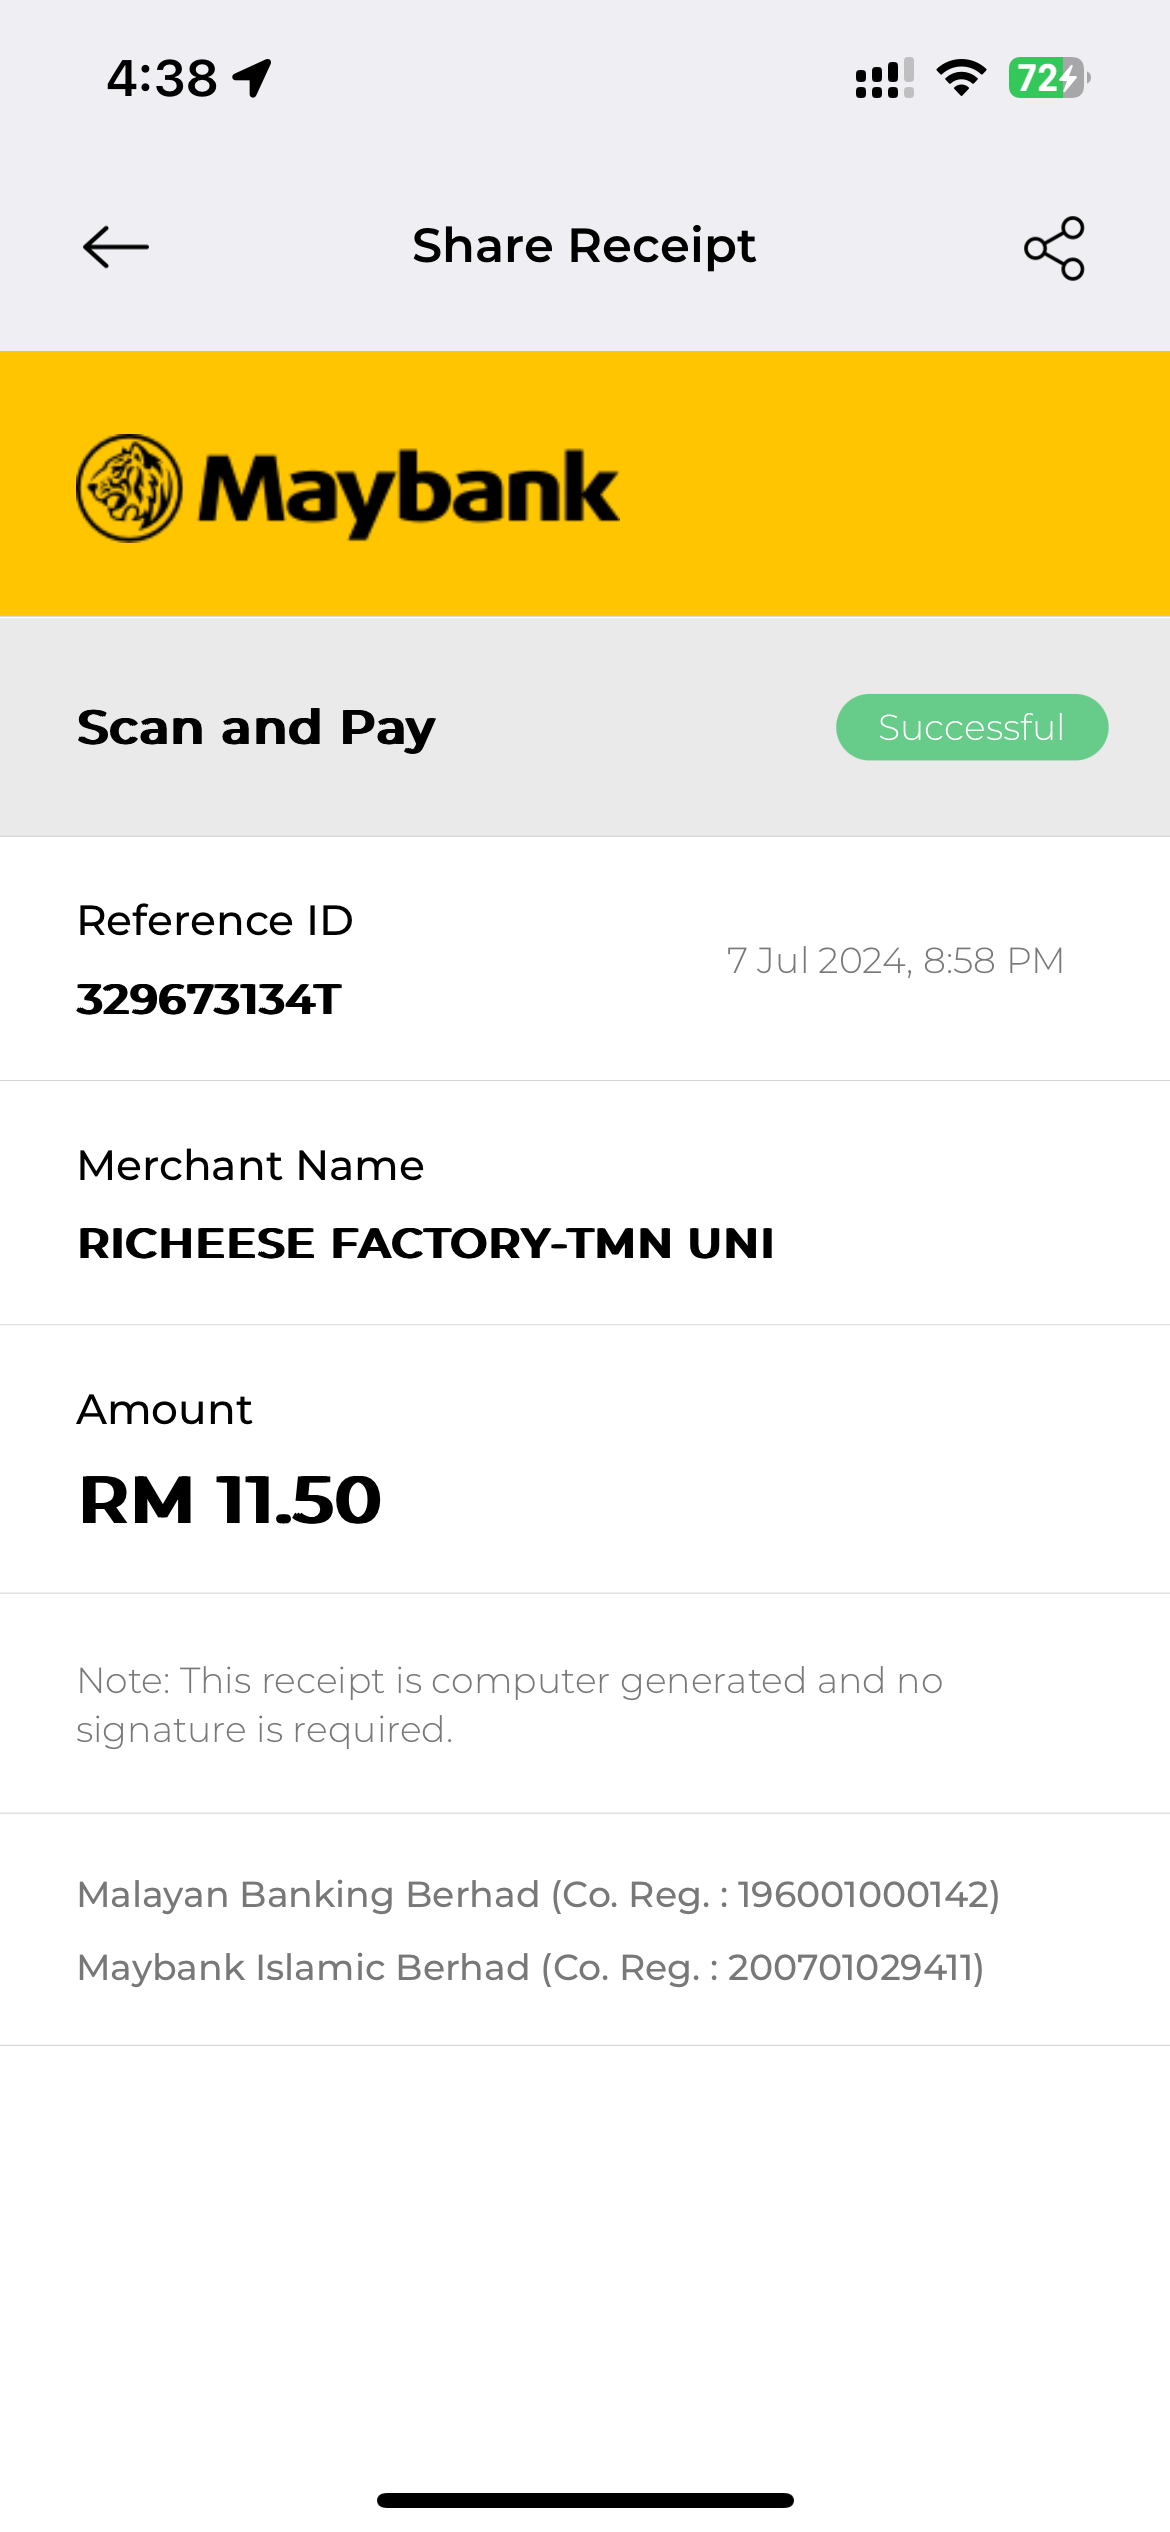 4:38
72
Share Receipt
Maybank
Scan and Pay
Successful
Reference ID
329673134T
7 Jul 2024, 8:58 PM
Merchant Name
RICHEESE FACTORY-TMN UNI
Amount
RM 11.50
Note: This receipt is computer generated and no
signature is required.
Malayan Banking Berhad (Co. Reg. : 196001000142)
Maybank Islamic Berhad (Co. Reg. : 200701029411)